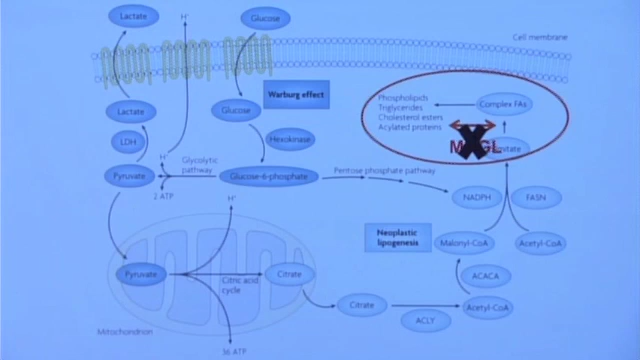 Lactate
H⁺
Glucose
Cell membrane
Lactate
Glucose
Warburg effect
Phospholipids
Triglycerides
Cholesterol esters
Acylated proteins
Complex FAs
LDH
Hexokinase
H⁺
Glycolytic
pathway
Pyruvate
2 ATP
Glucose-6-phosphate
Pentose phosphate pathway
NADPH
FASN
H⁺
Neoplastic
lipogenesis
Malonyl-CoA
Acetyl-CoA
Pyruvate
Citric acid
cycle
Citrate
ACACA
Citrate
ACLY
Acetyl-CoA
Mitochondrion
36 ATP